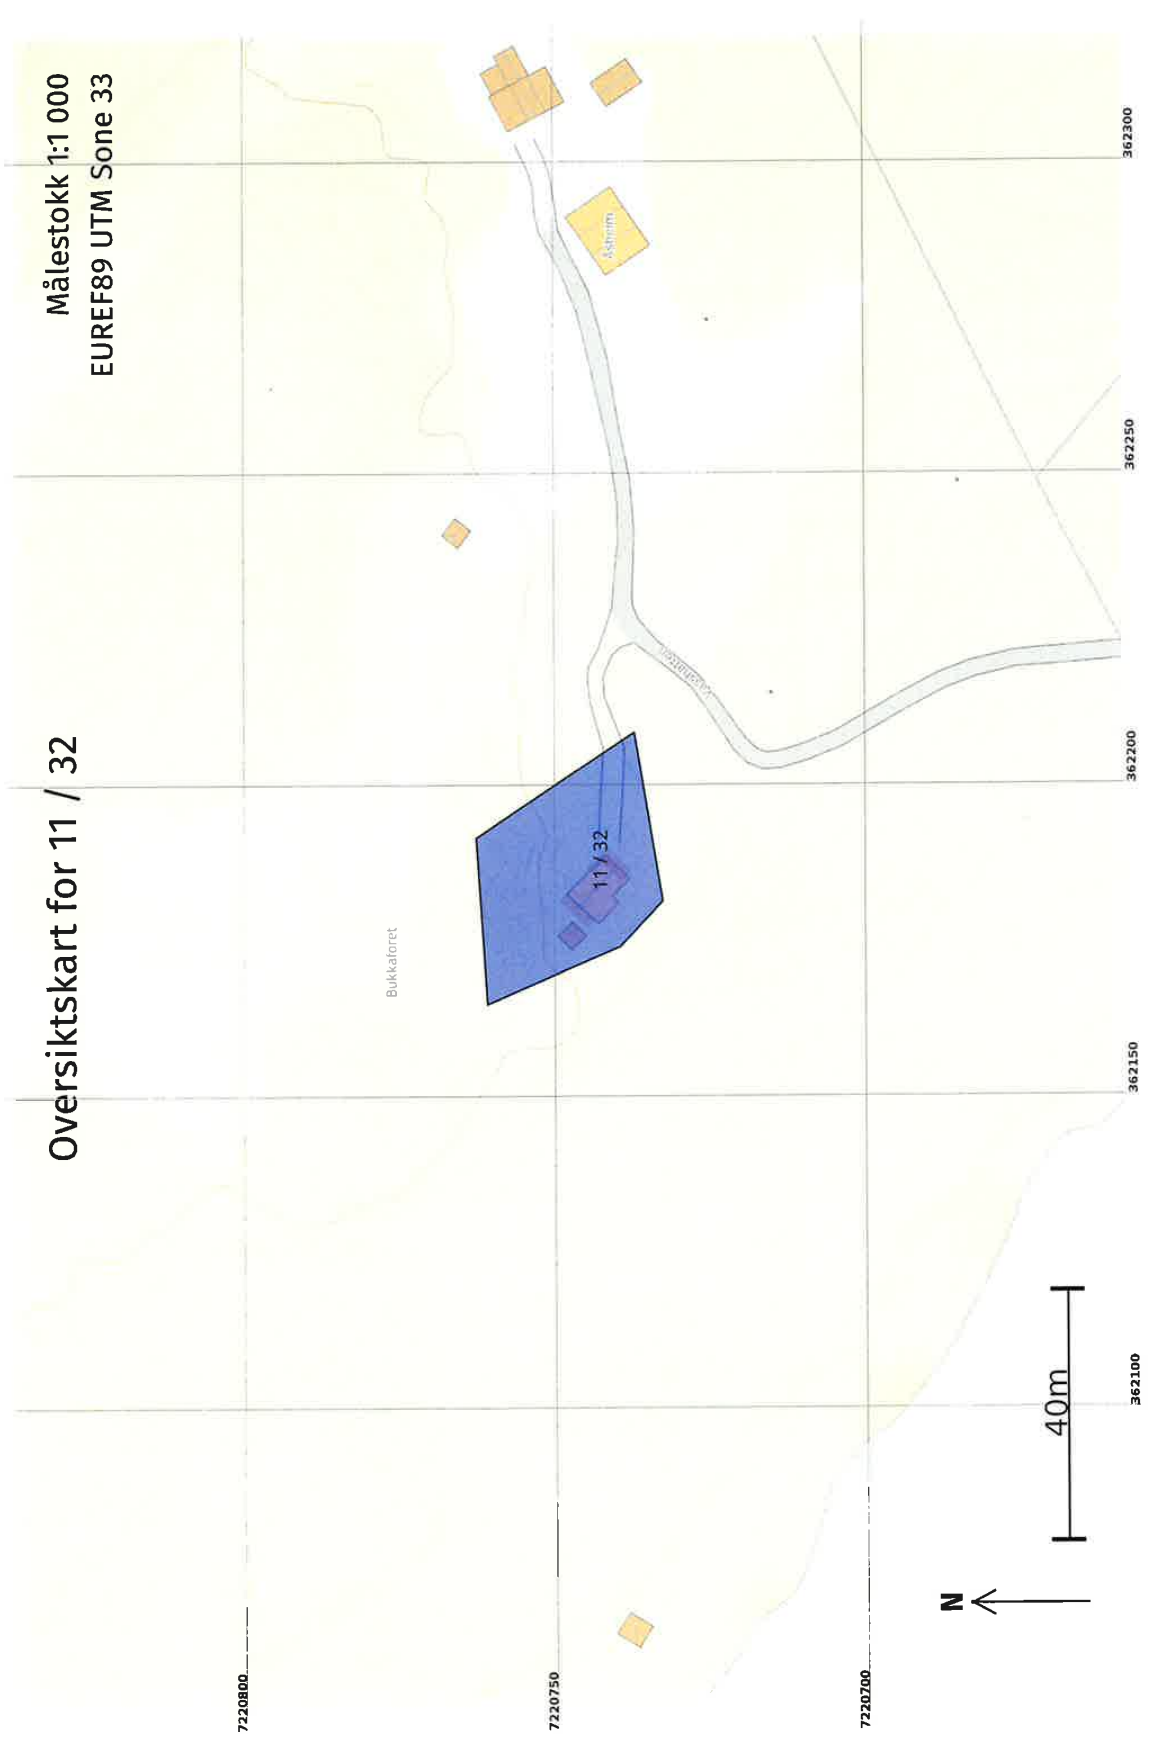 Oversiktskart for 11 / 32
Målestokk 1:1 000
EUREF89 UTM Sone 33
7220800
7220750
7220700
Bukkaforet
11 / 32
Åsheim
40m
N
362100
362150
362200
362250
362300